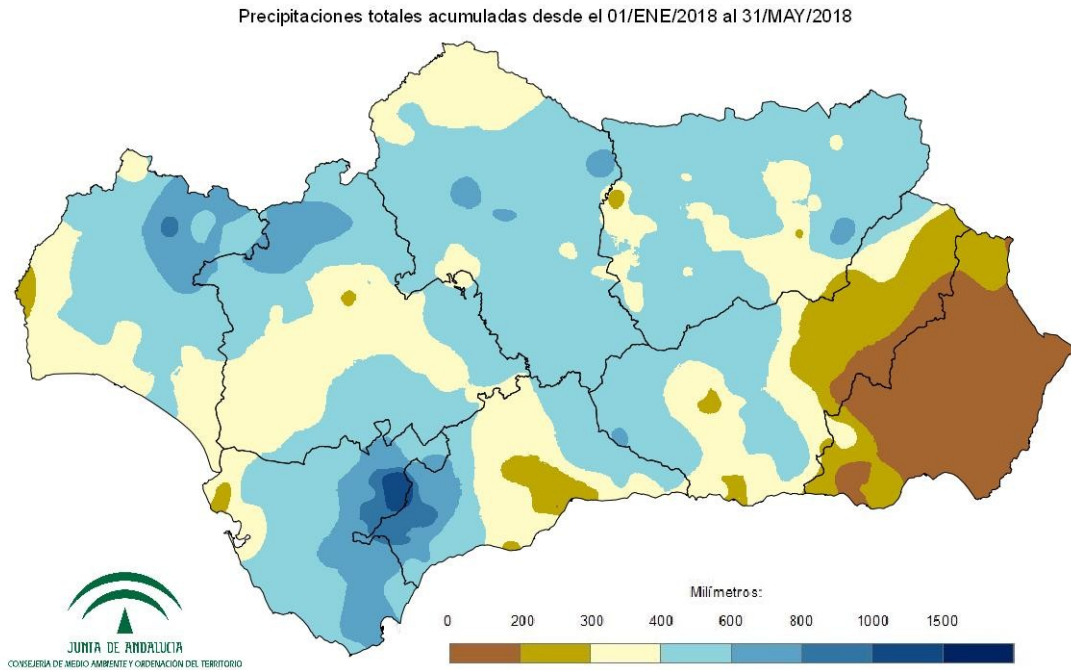 Precipitaciones totales acumuladas desde el 01/ENE/2018 al 31/MAY/2018
Milímetros:
0 200 300 400 600 800 1000 1500
JUNTA DE ANDALUCIA
CONSEJERIA DE MEDIO AMBIENTE Y ORDENACIÓN DEL TERRITORIO